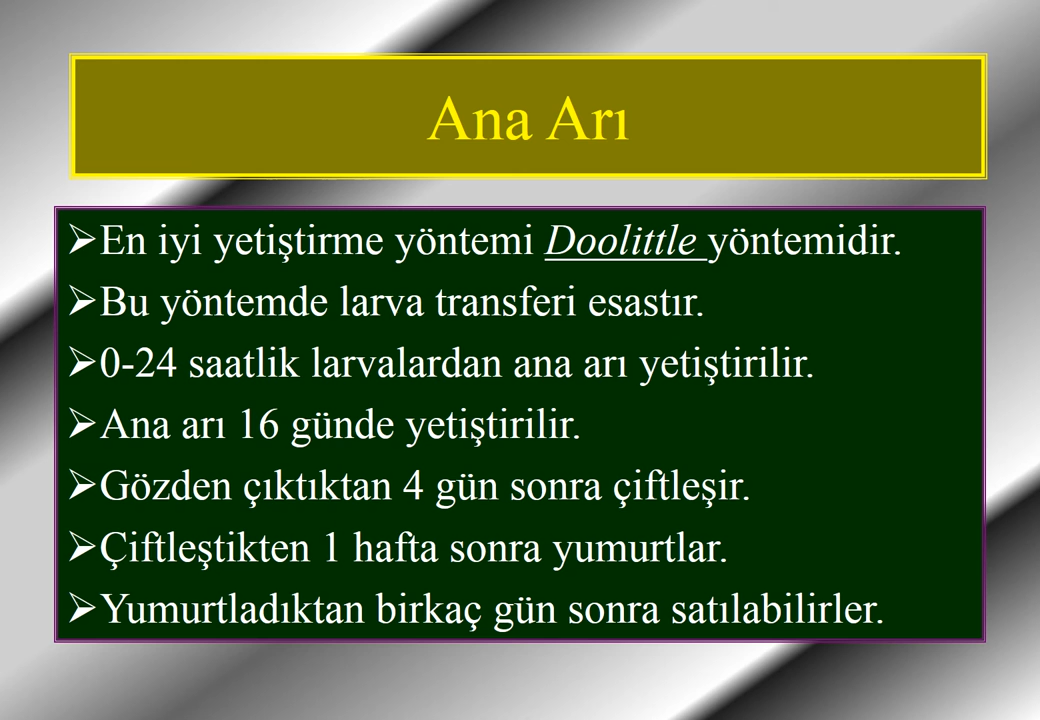 Ana Arı
➢En iyi yetiştirme yöntemi Doolittle yöntemidir.
➢Bu yöntemde larva transferi esastır.
➢0-24 saatlik larvalardan ana arı yetiştirilir.
➢Ana arı 16 günde yetiştirilir.
➢Gözden çıktıktan 4 gün sonra çiftleşir.
➢Çiftleştikten 1 hafta sonra yumurtlar.
➢Yumurtladıktan birkaç gün sonra satılabilirler.